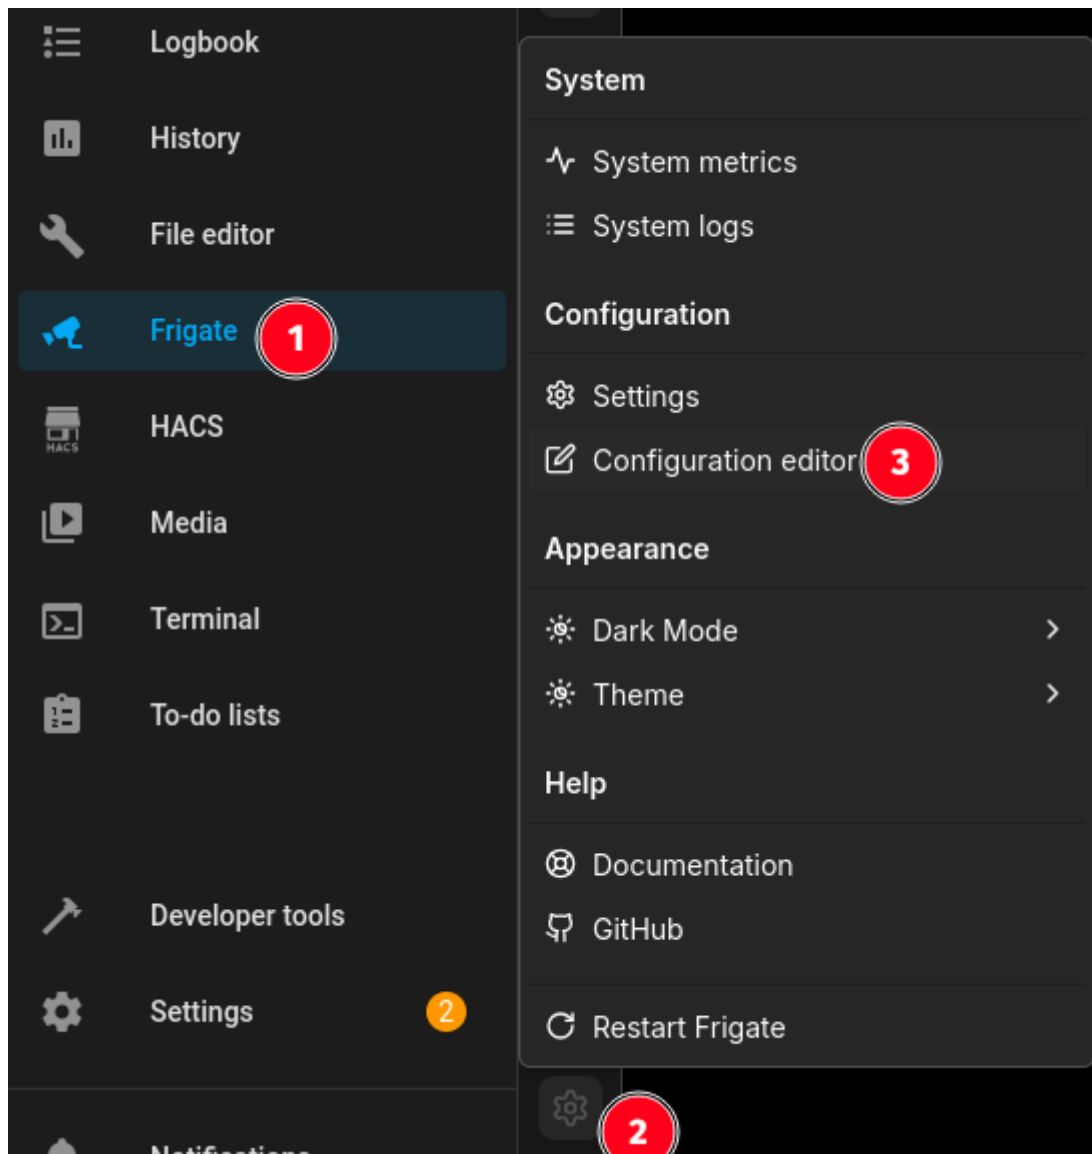 Logbook
History
File editor
Frigate
1
HACS
HACS
Media
Terminal
To-do lists
Developer tools
Settings
2
Notifications
System
System metrics
System logs
Configuration
Settings
Configuration editor
3
Appearance
Dark Mode
Theme
Help
Documentation
GitHub
Restart Frigate
2